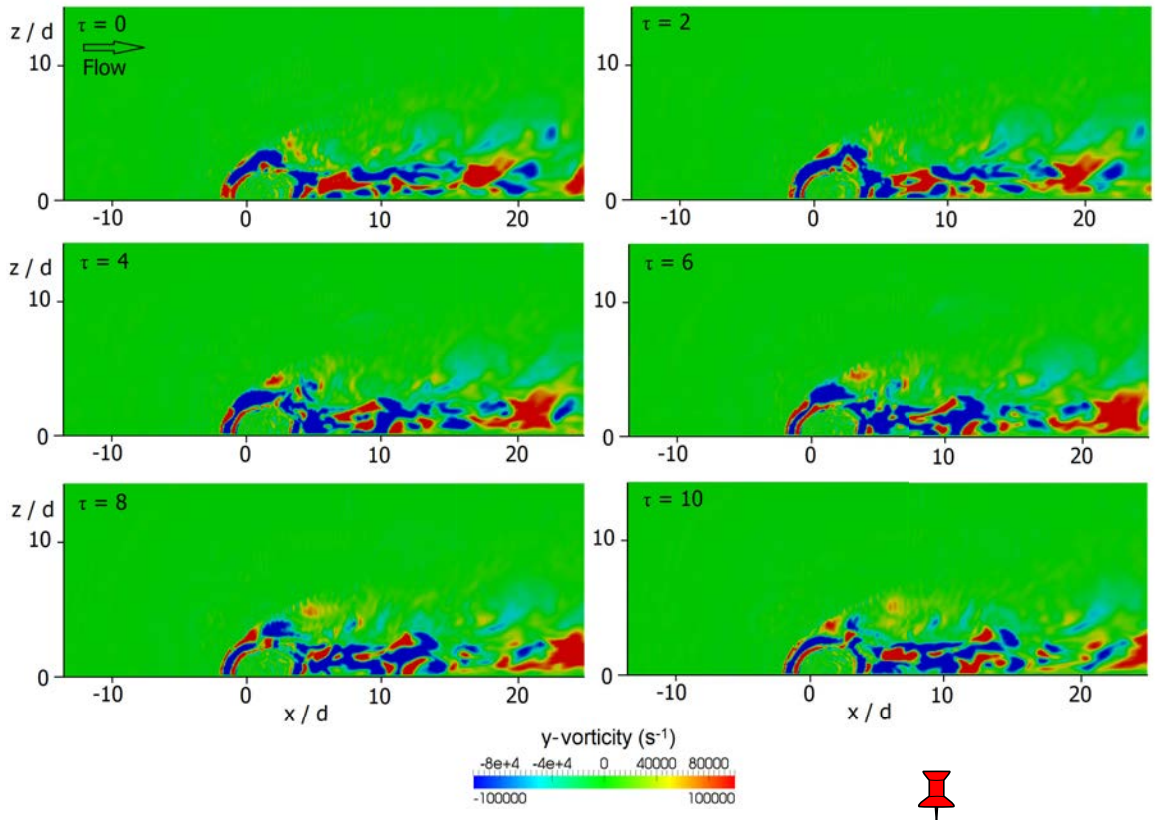 z / d
τ = 0
Flow
10
0
-10
0
10
20
τ = 2
10
0
-10
0
10
20
z / d
τ = 4
10
0
-10
0
10
20
τ = 6
10
0
-10
0
10
20
z / d
τ = 8
10
0
-10
0
10
20
x / d
τ = 10
10
0
-10
0
10
20
x / d
y-vorticity (s⁻¹)
-8e+4 -4e+4 0 40000 80000
-100000 100000